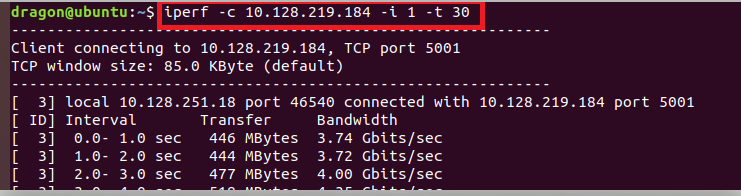 dragon@ubuntu:~$ iperf -c 10.128.219.184 -i 1 -t 30
------------------------------------------------------------
Client connecting to 10.128.219.184, TCP port 5001
TCP window size: 85.0 KByte (default)
------------------------------------------------------------
[  3] local 10.128.251.18 port 46540 connected with 10.128.219.184 port 5001
[ ID] Interval       Transfer     Bandwidth
[  3]  0.0- 1.0 sec   446 MBytes  3.74 Gbits/sec
[  3]  1.0- 2.0 sec   444 MBytes  3.72 Gbits/sec
[  3]  2.0- 3.0 sec   477 MBytes  4.00 Gbits/sec